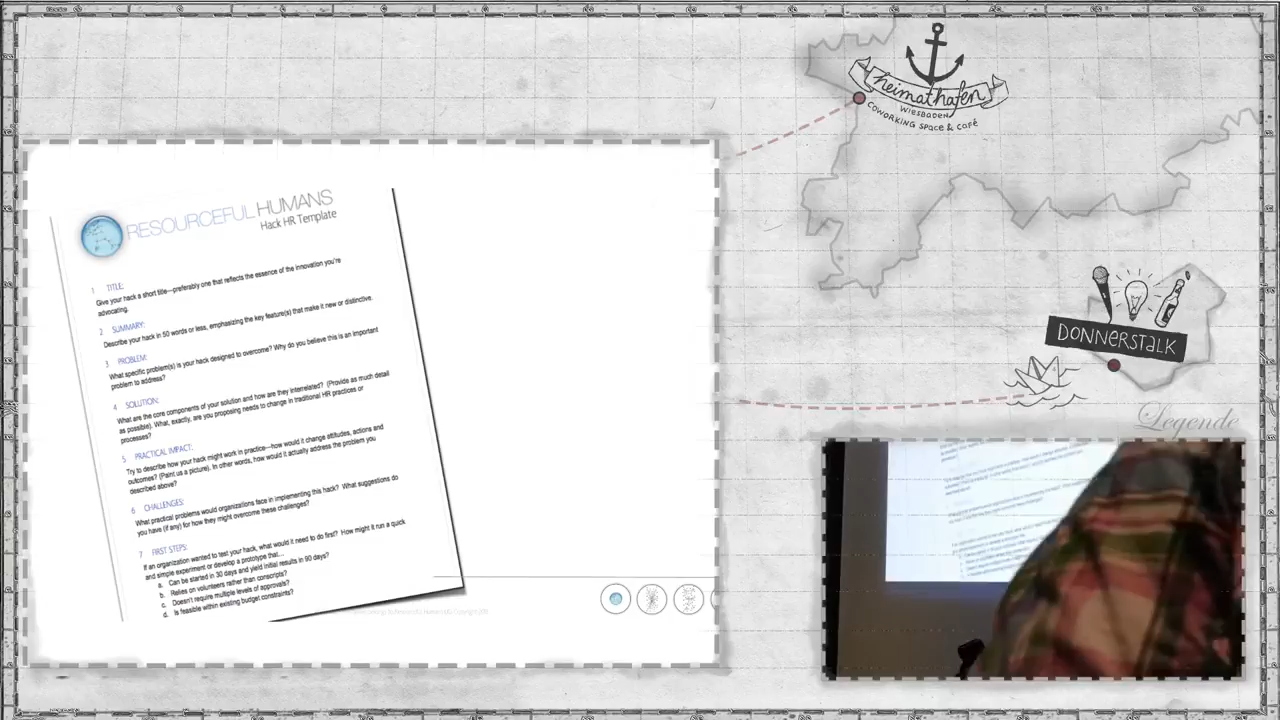 heimathafen
WIESBADEN
COWORKING SPACE & CAFÉ
RESOURCEFUL HUMANS
Hack HR Template
1 TITLE:
Give your hack a short title—preferably one that reflects the essence of the innovation you're
advocating.
2 SUMMARY:
Describe your hack in 50 words or less, emphasizing the key feature(s) that make it new or distinctive.
3 PROBLEM:
What specific problem(s) is your hack designed to overcome? Why do you believe this is an important
problem to address?
4 SOLUTION:
What are the core components of your solution and how are they interrelated? (Provide as much detail
as possible). What, exactly, are you proposing needs to change in traditional HR practices or
processes?
5 PRACTICAL IMPACT:
Try to describe how your hack might work in practice—how would it change attitudes, actions and
outcomes? (Paint us a picture). In other words, how would it actually address the problem you
described above?
6 CHALLENGES:
What practical problems would organizations face in implementing this hack? What suggestions do
you have (if any) for how they might overcome these challenges?
7 FIRST STEPS:
If an organization wanted to test your hack, what would it need to do first? How might it run a quick
and simple experiment or develop a prototype that...
a. Can be started in 30 days and yield initial results in 90 days?
b. Relies on volunteers rather than conscripts?
c. Doesn't require multiple levels of approvals?
d. Is feasible within existing budget constraints?
DONNERSTALK
Legende